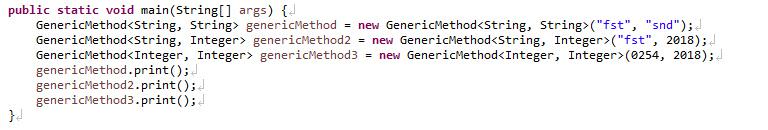 public static void main(String[] args) {
GenericMethod<String, String> genericMethod = new GenericMethod<String, String>("fst", "snd");
GenericMethod<String, Integer> genericMethod2 = new GenericMethod<String, Integer>("fst", 2018);
GenericMethod<Integer, Integer> genericMethod3 = new GenericMethod<Integer, Integer>(0254, 2018);
genericMethod.print();
genericMethod2.print();
genericMethod3.print();
}